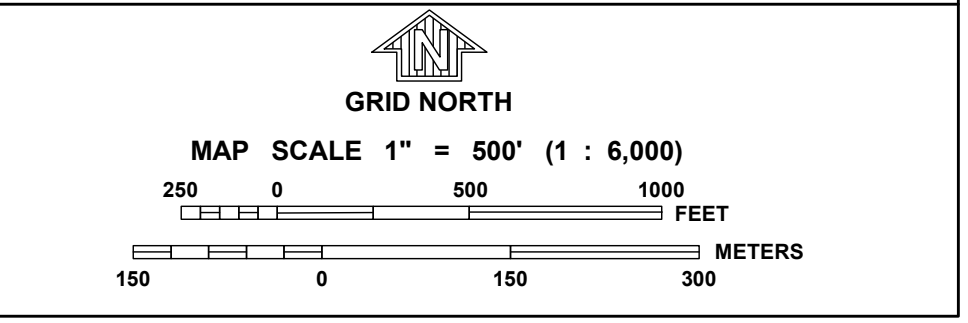 N
GRID NORTH
MAP SCALE 1" = 500' (1 : 6,000)
250 0 500 1000
FEET
METERS
150 0 150 300